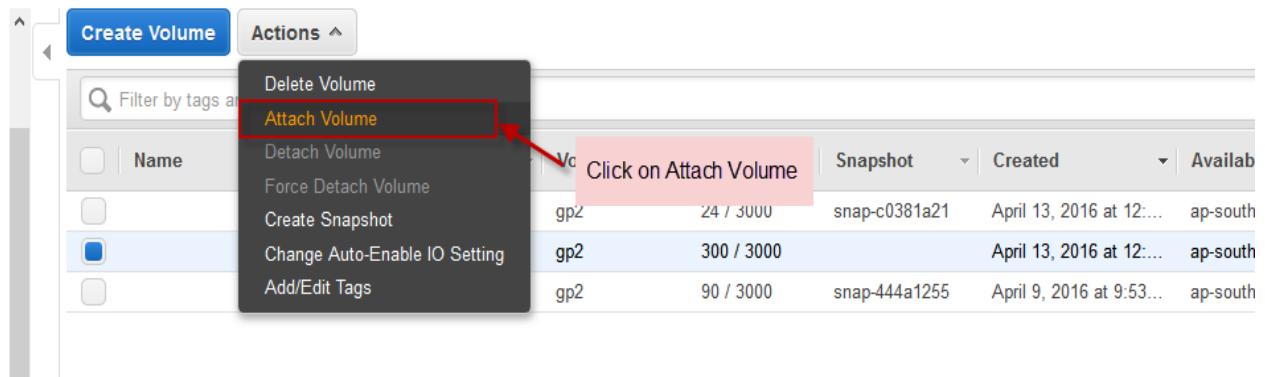 Create Volume Actions
Filter by tags
Delete Volume
Attach Volume
Detach Volume
Force Detach Volume
Create Snapshot
Change Auto-Enable IO Setting
Add/Edit Tags
Click on Attach Volume
Name Snapshot Created Availab
gp2 24 / 3000 snap-c0381a21 April 13, 2016 at 12:... ap-south
gp2 300 / 3000 April 13, 2016 at 12:... ap-south
gp2 90 / 3000 snap-444a1255 April 9, 2016 at 9:53... ap-south